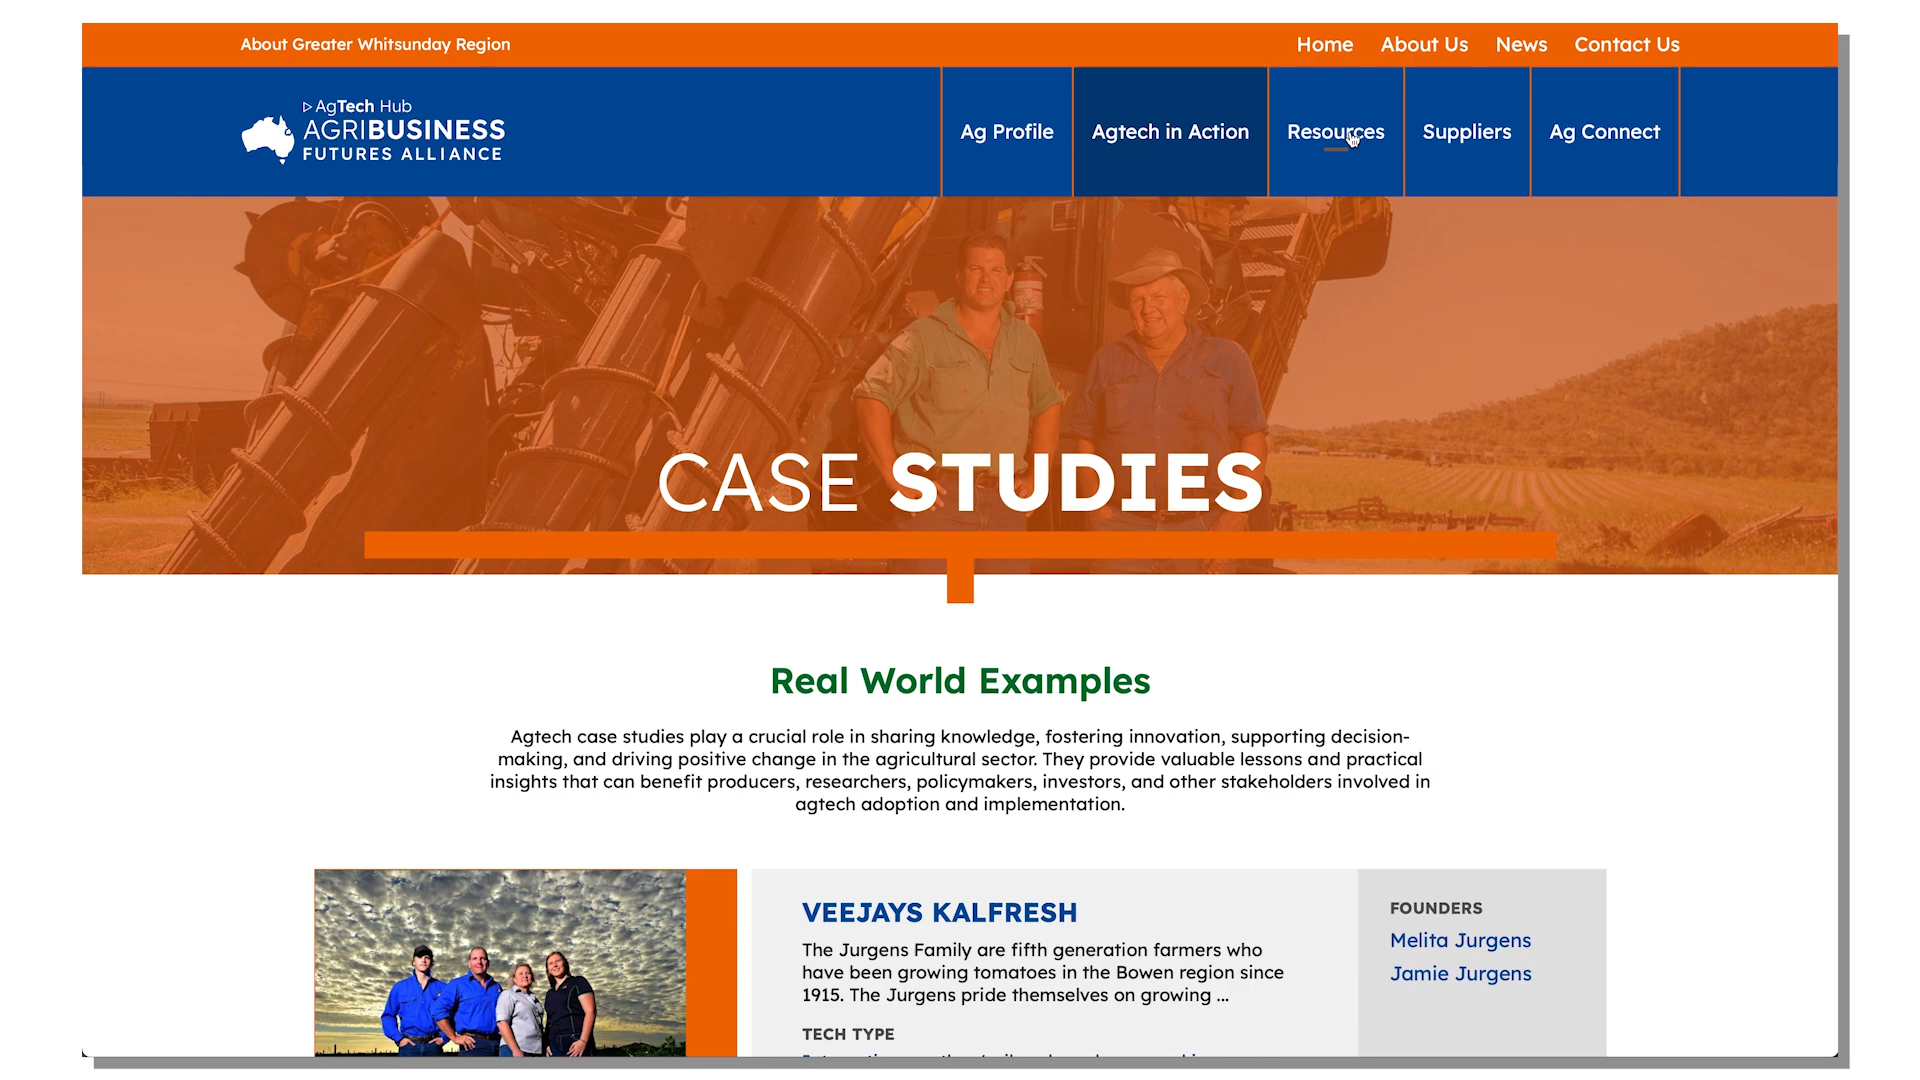 About Greater Whitsunday Region
Home About Us News Contact Us
AgTech Hub
AGRIBUSINESS
FUTURES ALLIANCE
Ag Profile Agtech in Action Resources Suppliers Ag Connect
CASE STUDIES
Real World Examples
Agtech case studies play a crucial role in sharing knowledge, fostering innovation, supporting decision-
making, and driving positive change in the agricultural sector. They provide valuable lessons and practical
insights that can benefit producers, researchers, policymakers, investors, and other stakeholders involved in
agtech adoption and implementation.
VEEJAYS KALFRESH
The Jurgens Family are fifth generation farmers who
have been growing tomatoes in the Bowen region since
1915. The Jurgens pride themselves on growing ...
TECH TYPE
FOUNDERS
Melita Jurgens
Jamie Jurgens